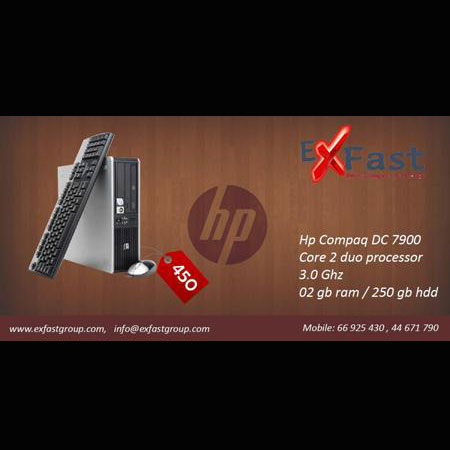 ExFast
hp
450
Hp Compaq DC 7900
Core 2 duo processor
3.0 Ghz
02 gb ram / 250 gb hdd
www.exfastgroup.com, info@exfastgroup.com
Mobile: 66 925 430 , 44 671 790